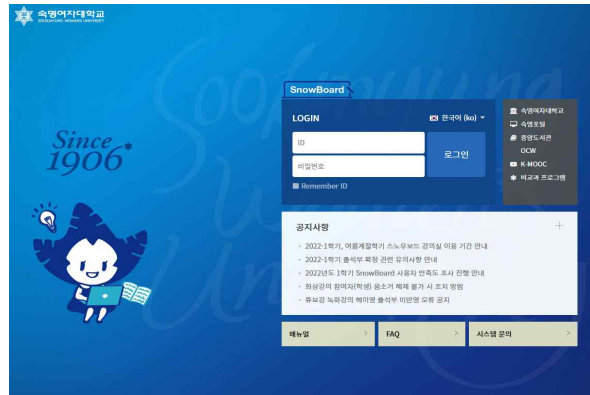 숙명여자대학교
SOOKMYUNG WOMEN'S UNIVERSITY
Since
1906
SnowBoard
LOGIN
한국어 (ko)
ID
비밀번호
로그인
Remember ID
숙명여자대학교
숙명포털
중앙도서관
OCW
K-MOOC
비교과 프로그램
공지사항
· 2022-1학기, 여름계절학기 스노우보드 강의실 이용 기간 안내
· 2022-1학기 출석부 확정 관련 유의사항 안내
· 2022년도 1학기 SnowBoard 사용자 만족도 조사 진행 안내
· 화상강의 참여자(학생) 음소거 해제 불가 시 조치 방법
· 휴보강 녹화강의 헤이영 출석부 미반영 오류 공지
매뉴얼
FAQ
시스템 문의